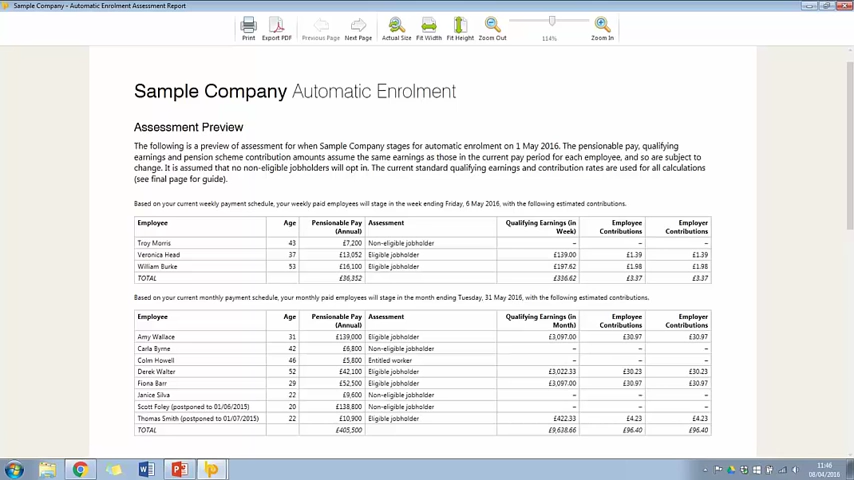 Sample Company - Automatic Enrolment Assessment Report
Print
Export PDF
Previous Page
Next Page
Actual Size
Fit Width
Fit Height
Zoom Out
114%
Zoom In
Sample Company Automatic Enrolment
Assessment Preview
The following is a preview of assessment for when Sample Company stages for automatic enrolment on 1 May 2016. The pensionable pay, qualifying
earnings and pension scheme contribution amounts assume the same earnings as those in the current pay period for each employee, and so are subject to
change. It is assumed that no non-eligible jobholders will opt in. The current standard qualifying earnings and contribution rates are used for all calculations
(see final page for guide).
Based on your current weekly payment schedule, your weekly paid employees will stage in the week ending Friday, 6 May 2016, with the following estimated contributions.
Employee Age Pensionable Pay (Annual) Assessment Qualifying Earnings (in Week) Employee Contributions Employer Contributions
Troy Morris 43 £7,200 Non-eligible jobholder – – –
Veronica Head 37 £13,052 Eligible jobholder £139.00 £1.39 £1.39
William Burke 53 £16,100 Eligible jobholder £197.62 £1.98 £1.98
TOTAL £36,352 £336.62 £3.37 £3.37
Based on your current monthly payment schedule, your monthly paid employees will stage in the month ending Tuesday, 31 May 2016, with the following estimated contributions.
Employee Age Pensionable Pay (Annual) Assessment Qualifying Earnings (in Month) Employee Contributions Employer Contributions
Amy Wallace 31 £139,000 Eligible jobholder £3,097.00 £30.97 £30.97
Carla Byrne 42 £6,800 Non-eligible jobholder – – –
Colm Howell 46 £5,800 Entitled worker – – –
Derek Walter 52 £42,100 Eligible jobholder £3,022.33 £30.23 £30.23
Fiona Barr 29 £52,500 Eligible jobholder £3,097.00 £30.97 £30.97
Janice Silva 22 £9,600 Non-eligible jobholder – – –
Scott Foley (postponed to 01/06/2015) 20 £138,800 Non-eligible jobholder – – –
Thomas Smith (postponed to 01/07/2015) 22 £10,900 Eligible jobholder £422.33 £4.23 £4.23
TOTAL £405,500 £9,638.66 £96.40 £96.40
11:46
08/04/2016